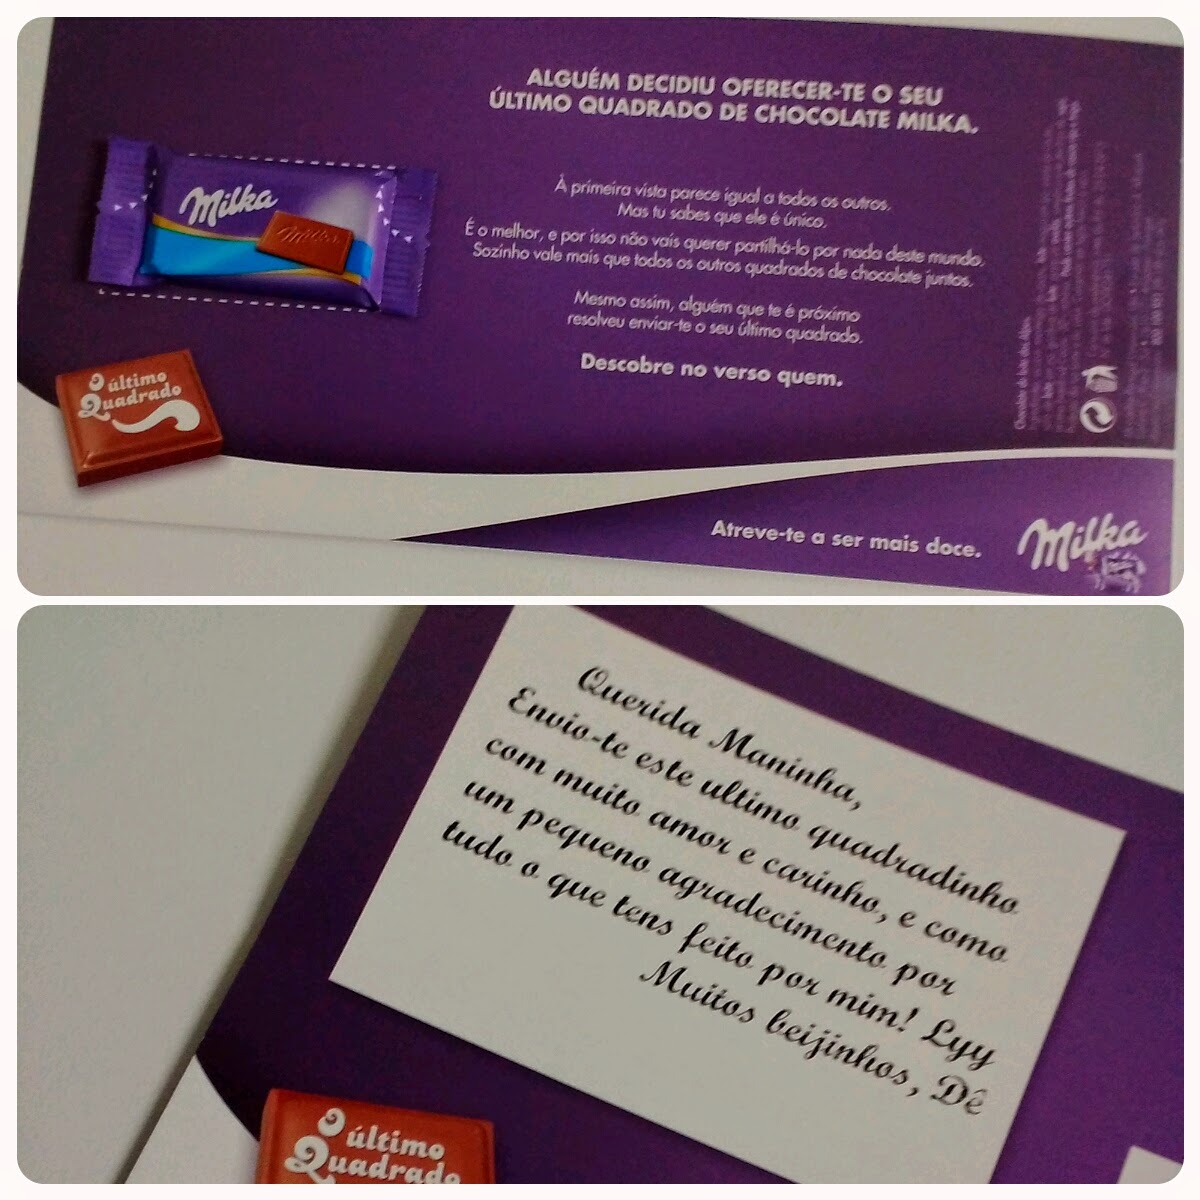 ALGUÉM DECIDIU OFERECER-TE O SEU
ÚLTIMO QUADRADO DE CHOCOLATE MILKA.
Milka
Milka
À primeira vista parece igual a todos os outros.
Mas tu sabes que ele é único.
É o melhor, e por isso não vais querer partilhá-lo por nada deste mundo.
Sozinho vale mais que todos os outros quadrados de chocolate juntos.
Mesmo assim, alguém que te é próximo
resolveu enviar-te o seu último quadrado.
Descobre no verso quem.
O último
Quadrado
Atreve-te a ser mais doce.
Milka
Querida Maninha,
Envio-te este ultimo quadradinho
com muito amor e carinho, e como
um pequeno agradecimento por
tudo o que tens feito por mim! Lyy
Muitos beijinhos, Dê
O último
Quadrado